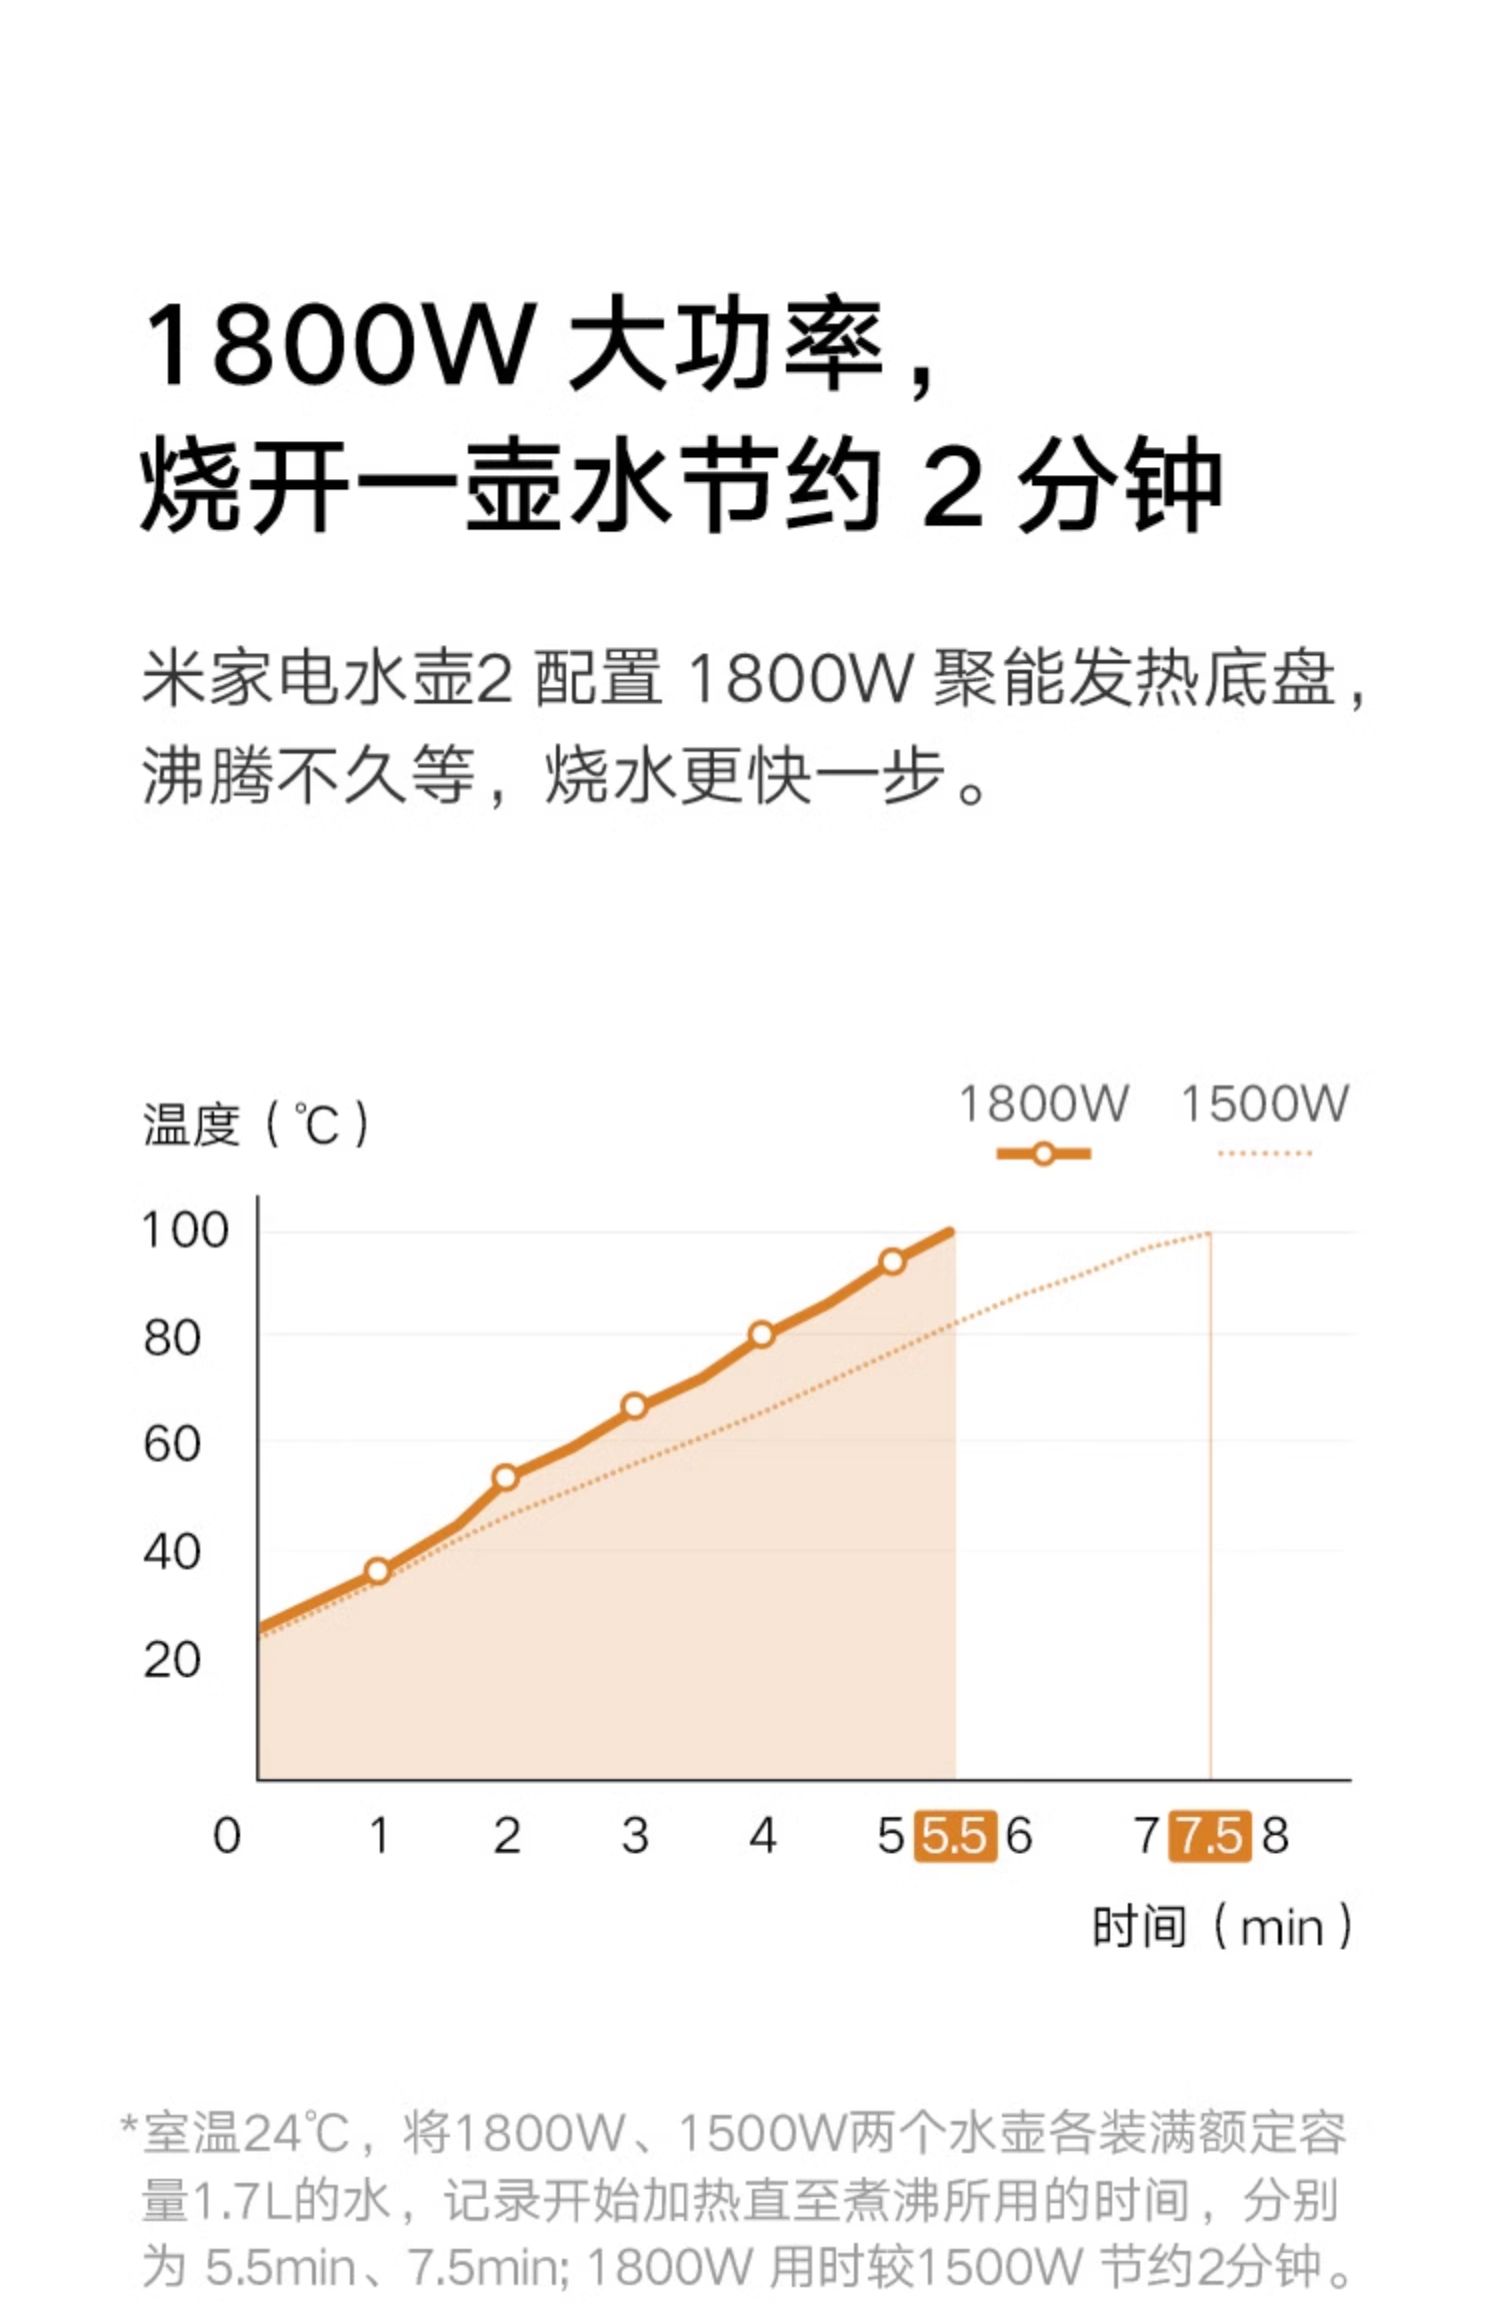 1800W 大功率，
烧开一壶水节约 2 分钟
米家电水壶2 配置 1800W 聚能发热底盘，
沸腾不久等，烧水更快一步。
温度（℃）
1800W 1500W
100
80
60
40
20
0 1 2 3 4 5 5.5 6 7 7.5 8
时间（min）
*室温24℃，将1800W、1500W两个水壶各装满额定容
量1.7L的水，记录开始加热直至煮沸所用的时间，分别
为 5.5min、7.5min; 1800W 用时较1500W 节约2分钟。